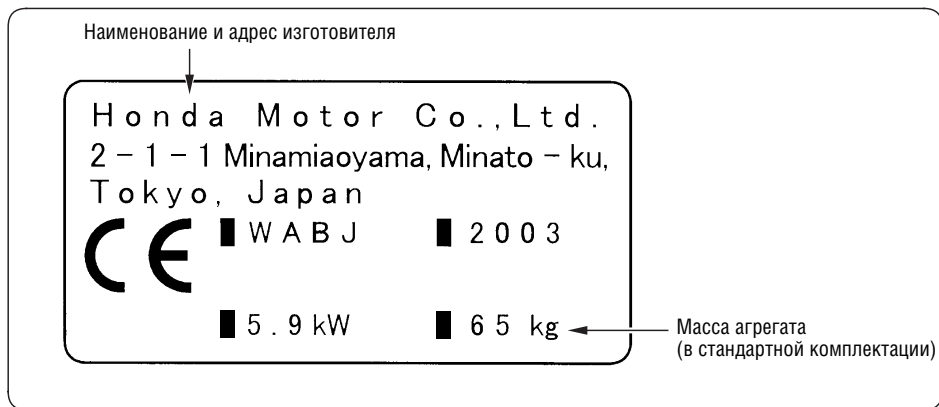 Наименование и адрес изготовителя
Honda Motor Co.,Ltd.
2-1-1 Minamiaoyama, Minato-ku,
Tokyo, Japan
CE WABJ 2003
5.9 kW 65 kg
Масса агрегата
(в стандартной комплектации)